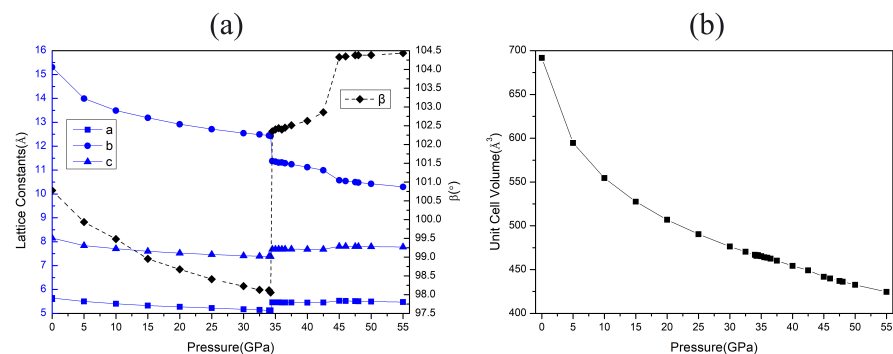 (a)
16
15
14
13
12
11
10
9
8
7
6
5
Lattice Constants(Å)
a
b
c
β
104.5
104.0
103.5
103.0
102.5
102.0
101.5
101.0
100.5
100.0
99.5
99.0
98.5
98.0
97.5
β(°)
0 5 10 15 20 25 30 35 40 45 50 55
Pressure(GPa)
(b)
700
650
600
550
500
450
400
Unit Cell Volume(Å³)
0 5 10 15 20 25 30 35 40 45 50 55
Pressure(GPa)